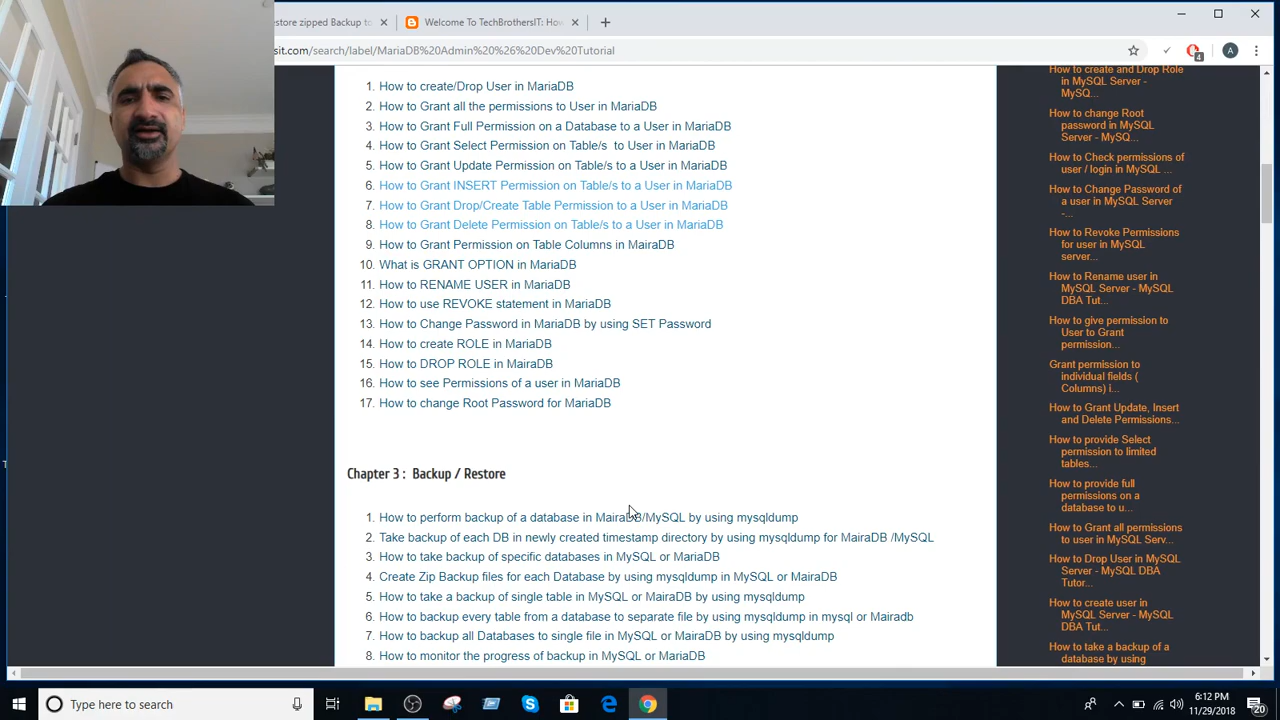 estore zipped Backup to
Welcome To TechBrothersIT: Ho
sit.com/search/label/MariaDB%20Admin%20%26%20Dev%20Tutorial
4
A
1. How to create/Drop User in MariaDB
2. How to Grant all the permissions to User in MariaDB
3. How to Grant Full Permission on a Database to a User in MariaDB
4. How to Grant Select Permission on Table/s to User in MariaDB
5. How to Grant Update Permission on Table/s to a User in MariaDB
6. How to Grant INSERT Permission on Table/s to a User in MariaDB
7. How to Grant Drop/Create Table Permission to a User in MariaDB
8. How to Grant Delete Permission on Table/s to a User in MariaDB
9. How to Grant Permission on Table Columns in MairaDB
10. What is GRANT OPTION in MariaDB
11. How to RENAME USER in MariaDB
12. How to use REVOKE statement in MariaDB
13. How to Change Password in MariaDB by using SET Password
14. How to create ROLE in MariaDB
15. How to DROP ROLE in MairaDB
16. How to see Permissions of a user in MariaDB
17. How to change Root Password for MariaDB
Chapter 3 : Backup / Restore
1. How to perform backup of a database in MairaDB/MySQL by using mysqldump
2. Take backup of each DB in newly created timestamp directory by using mysqldump for MairaDB /MySQL
3. How to take backup of specific databases in MySQL or MariaDB
4. Create Zip Backup files for each Database by using mysqldump in MySQL or MairaDB
5. How to take a backup of single table in MySQL or MairaDB by using mysqldump
6. How to backup every table from a database to separate file by using mysqldump in mysql or Mairadb
7. How to backup all Databases to single file in MySQL or MairaDB by using mysqldump
8. How to monitor the progress of backup in MySQL or MariaDB
How to create and Drop Role
in MySQL Server -
MySQ...
How to change Root
password in MySQL
Server - MySQ...
How to Check permissions of
user / login in MySQL ...
How to Change Password of
a user in MySQL Server
-...
How to Revoke Permissions
for user in MySQL
server...
How to Rename user in
MySQL Server - MySQL
DBA Tut...
How to give permission to
User to Grant
permission...
Grant permission to
individual fields (
Columns) i...
How to Grant Update, Insert
and Delete Permissions...
How to provide Select
permission to limited
tables...
How to provide full
permissions on a
database to u...
How to Grant all permissions
to user in MySQL Serv...
How to Drop User in MySQL
Server - MySQL DBA
Tutor...
How to create user in
MySQL Server - MySQL
DBA Tut...
How to take a backup of a
database by using
Type here to search
6:12 PM
11/29/2018
20